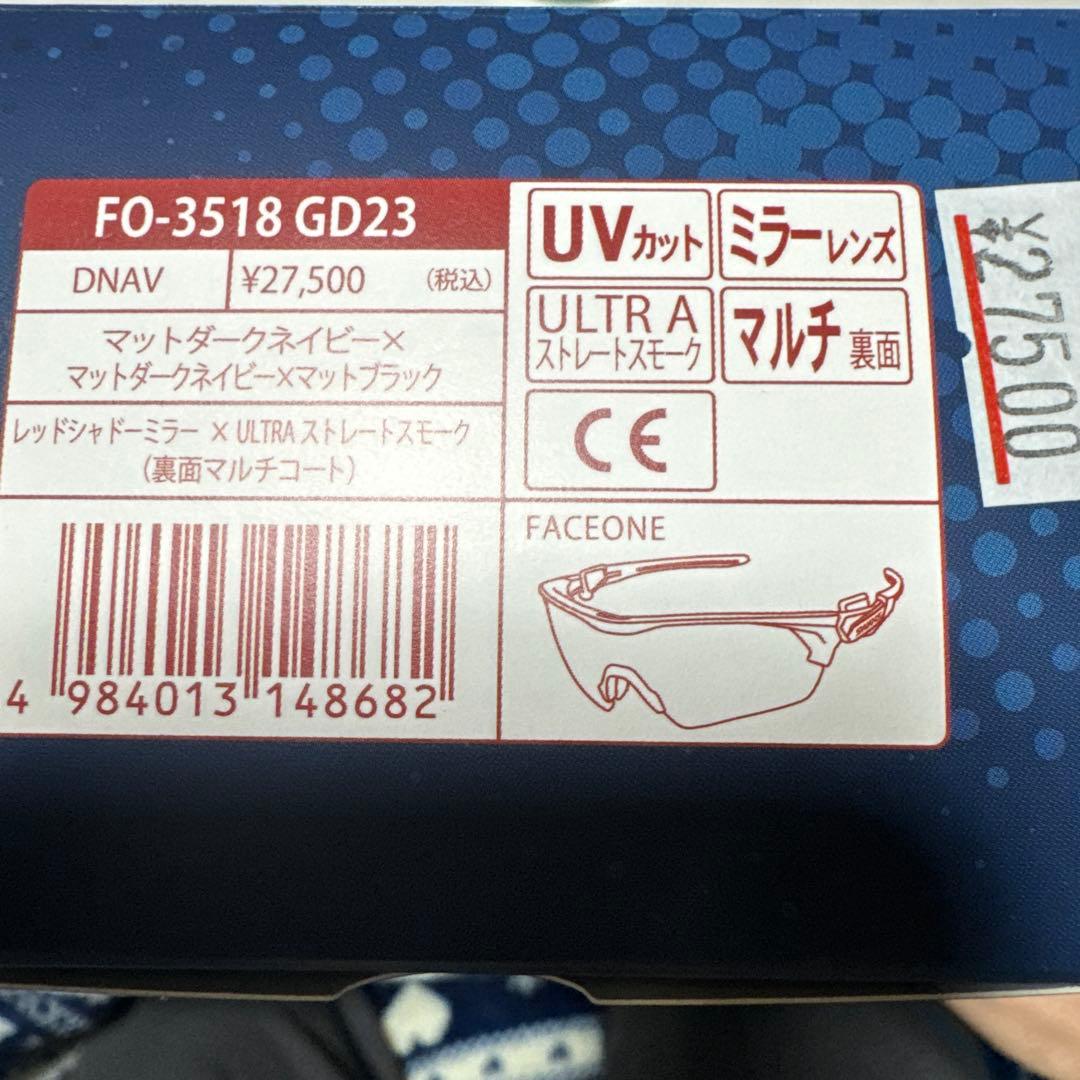 FO-3518 GD23
DNAV
¥27,500 (税込)
マットダークネイビー×
マットダークネイビー×マットブラック
レッドシャドーミラー × ULTRA ストレートスモーク
(裏面マルチコート)
4 984013 148682
UVカット
ミラーレンズ
ULTRA
ストレートスモーク
マルチ裏面
CE
FACEONE
¥27500